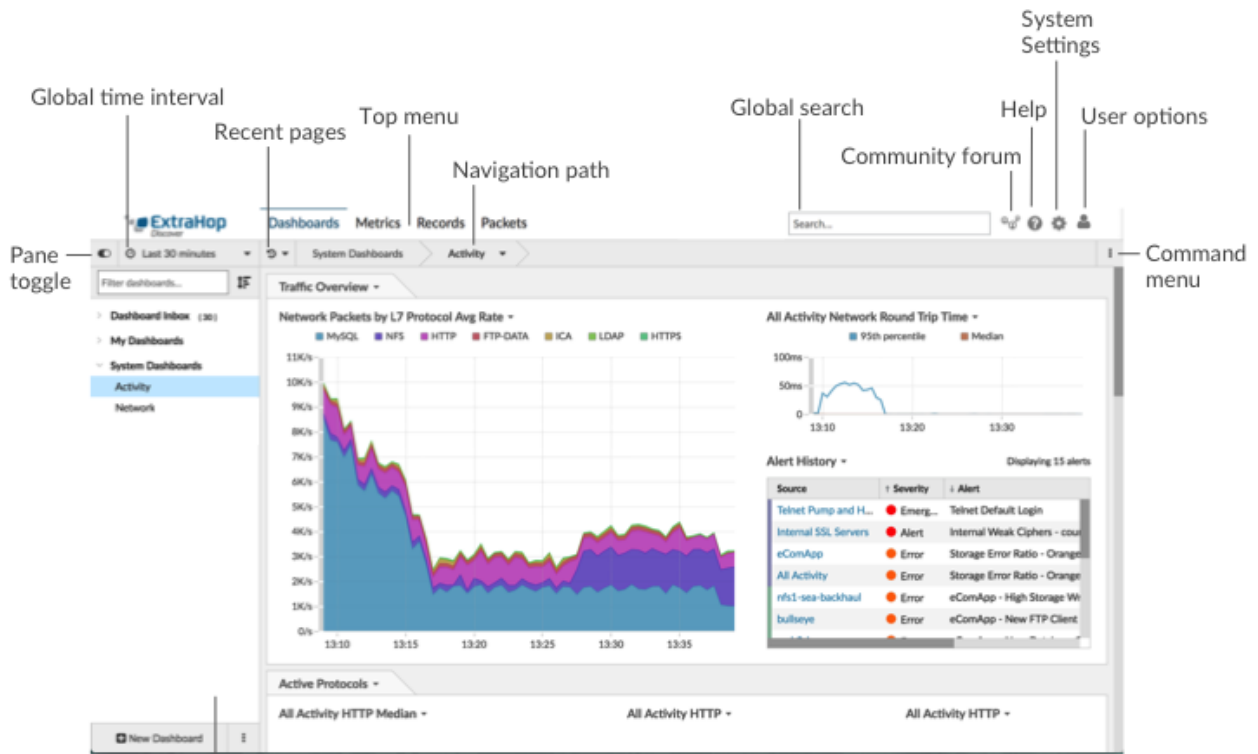 System
Settings
Global time interval
Top menu
Global search
Help
User options
Recent pages
Community forum
Navigation path
ExtraHop
Discover
Dashboards Metrics Records Packets
Search...
Pane
toggle
Last 30 minutes
System Dashboards
Activity
Command
menu
Filter dashboards...
Traffic Overview
Dashboard Inbox (30)
My Dashboards
System Dashboards
Activity
Network
Network Packets by L7 Protocol Avg Rate
MySQL NFS HTTP FTP-DATA ICA LDAP HTTPS
11K/s
10K/s
9K/s
8K/s
7K/s
6K/s
5K/s
4K/s
3K/s
2K/s
1K/s
0/s
13:10 13:15 13:20 13:25 13:30 13:35
All Activity Network Round Trip Time
95th percentile Median
100ms
50ms
0
13:10 13:20 13:30
Alert History
Displaying 15 alerts
Source Severity Alert
Telnet Pump and H... Emerg... Telnet Default Login
Internal SSL Servers Alert Internal Weak Ciphers - cou
eComApp Error Storage Error Ratio - Orange
All Activity Error Storage Error Ratio - Orange
nfs1-sea-backhaul Error eComApp - High Storage Wr
bullseye Error eComApp - New FTP Client
Active Protocols
All Activity HTTP Median
All Activity HTTP
All Activity HTTP
New Dashboard